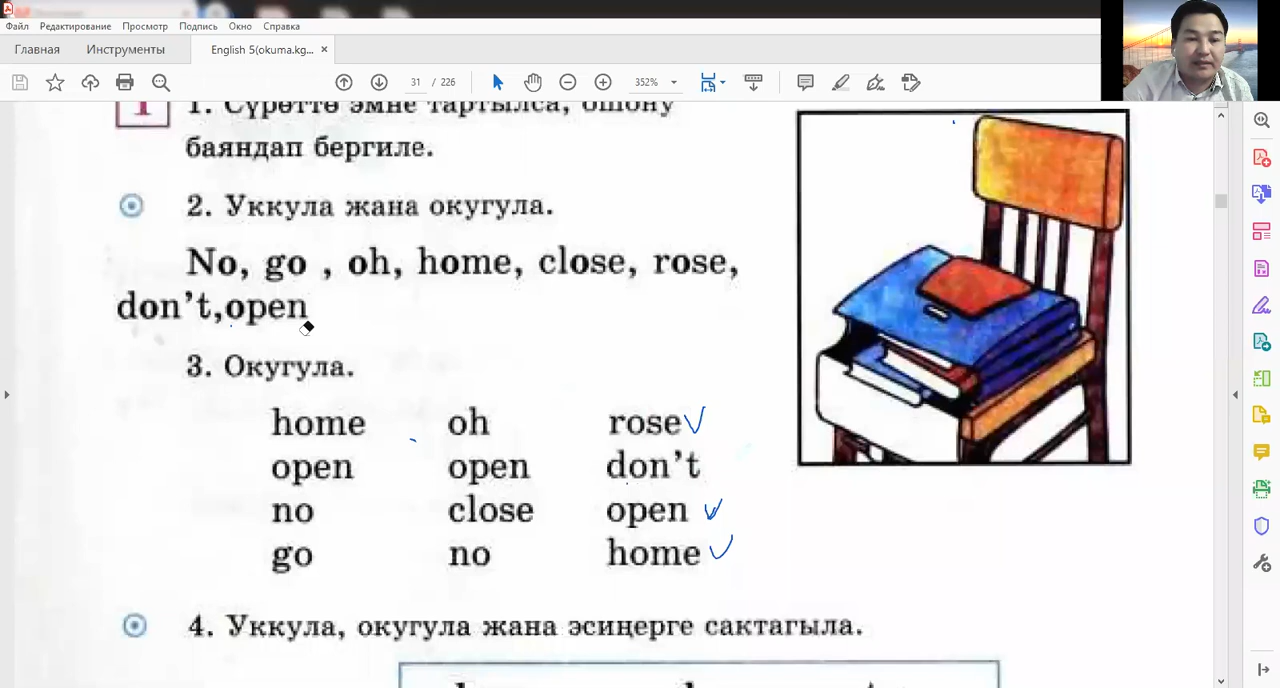 Файл Редактирование Просмотр Подпись Окно Справка
Главная Инструменты English 5(okuma.kg... ×
31 / 226 352%
1 1. Сүрөттө эмне тартылса, ошону
баяндап бергиле.
2. Уккула жана окугула.
No, go , oh, home, close, rose,
don't,open
3. Окугула.
home oh rose
open open don't
no close open
go no home
4. Уккула, окугула жана эсиңерге сактагыла.